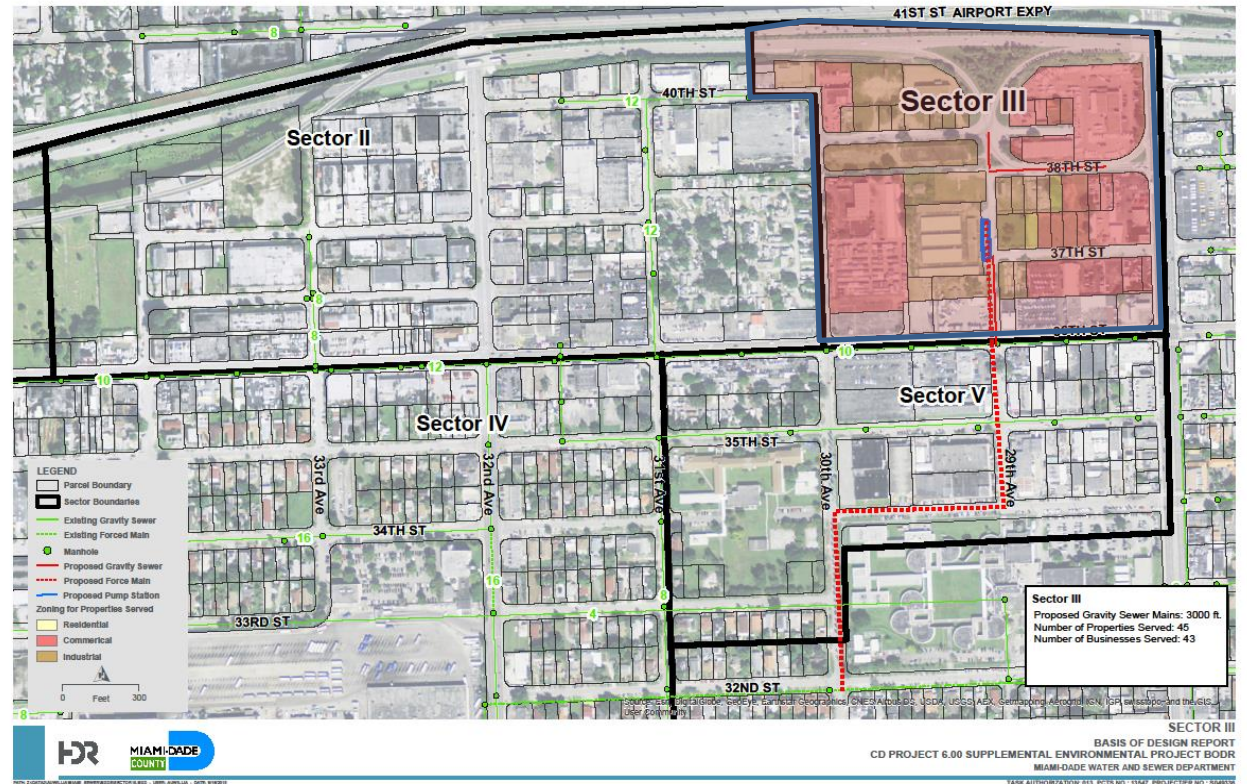 41ST ST AIRPORT EXPY
8
12
40TH ST
Sector III
Sector II
38TH ST
12
37TH ST
8
8
10
12
10
Sector V
Sector IV
35TH ST
33rd Ave
32nd Ave
31st Ave
30th Ave
29th Ave
LEGEND
Parcel Boundary
Sector Boundaries
Existing Gravity Sewer
Existing Forced Main
Manhole
Proposed Gravity Sewer
Proposed Force Main
Proposed Pump Station
Zoning for Properties Served
Residential
Commerical
Industrial
0 Feet 300
16
34TH ST
16
8
4
33RD ST
Sector III
Proposed Gravity Sewer Mains: 3000 ft.
Number of Properties Served: 45
Number of Businesses Served: 43
32ND ST
8
User Community
SECTOR III
HDR
MIAMI-DADE
COUNTY
BASIS OF DESIGN REPORT
CD PROJECT 6.00 SUPPLEMENTAL ENVIRONMENTAL PROJECT BODR
MIAMI-DADE WATER AND SEWER DEPARTMENT